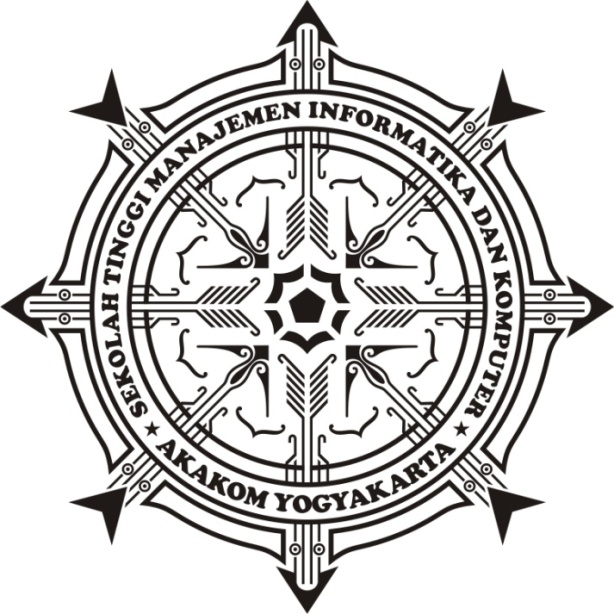 SEKOLAH TINGGI MANAJEMEN INFORMATIKA DAN KOMPUTER
AKAKOM YOGYAKARTA